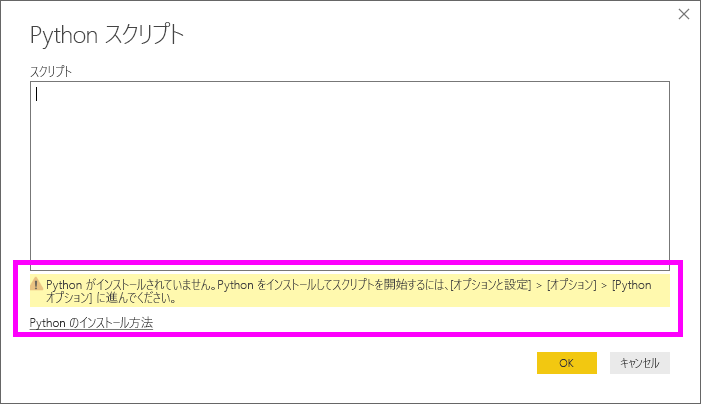 Python スクリプト
スクリプト
Python がインストールされていません。Python をインストールしてスクリプトを開始するには、[オプションと設定] > [オプション] > [Python
オプション] に進んでください。
Python のインストール方法
OK
キャンセル